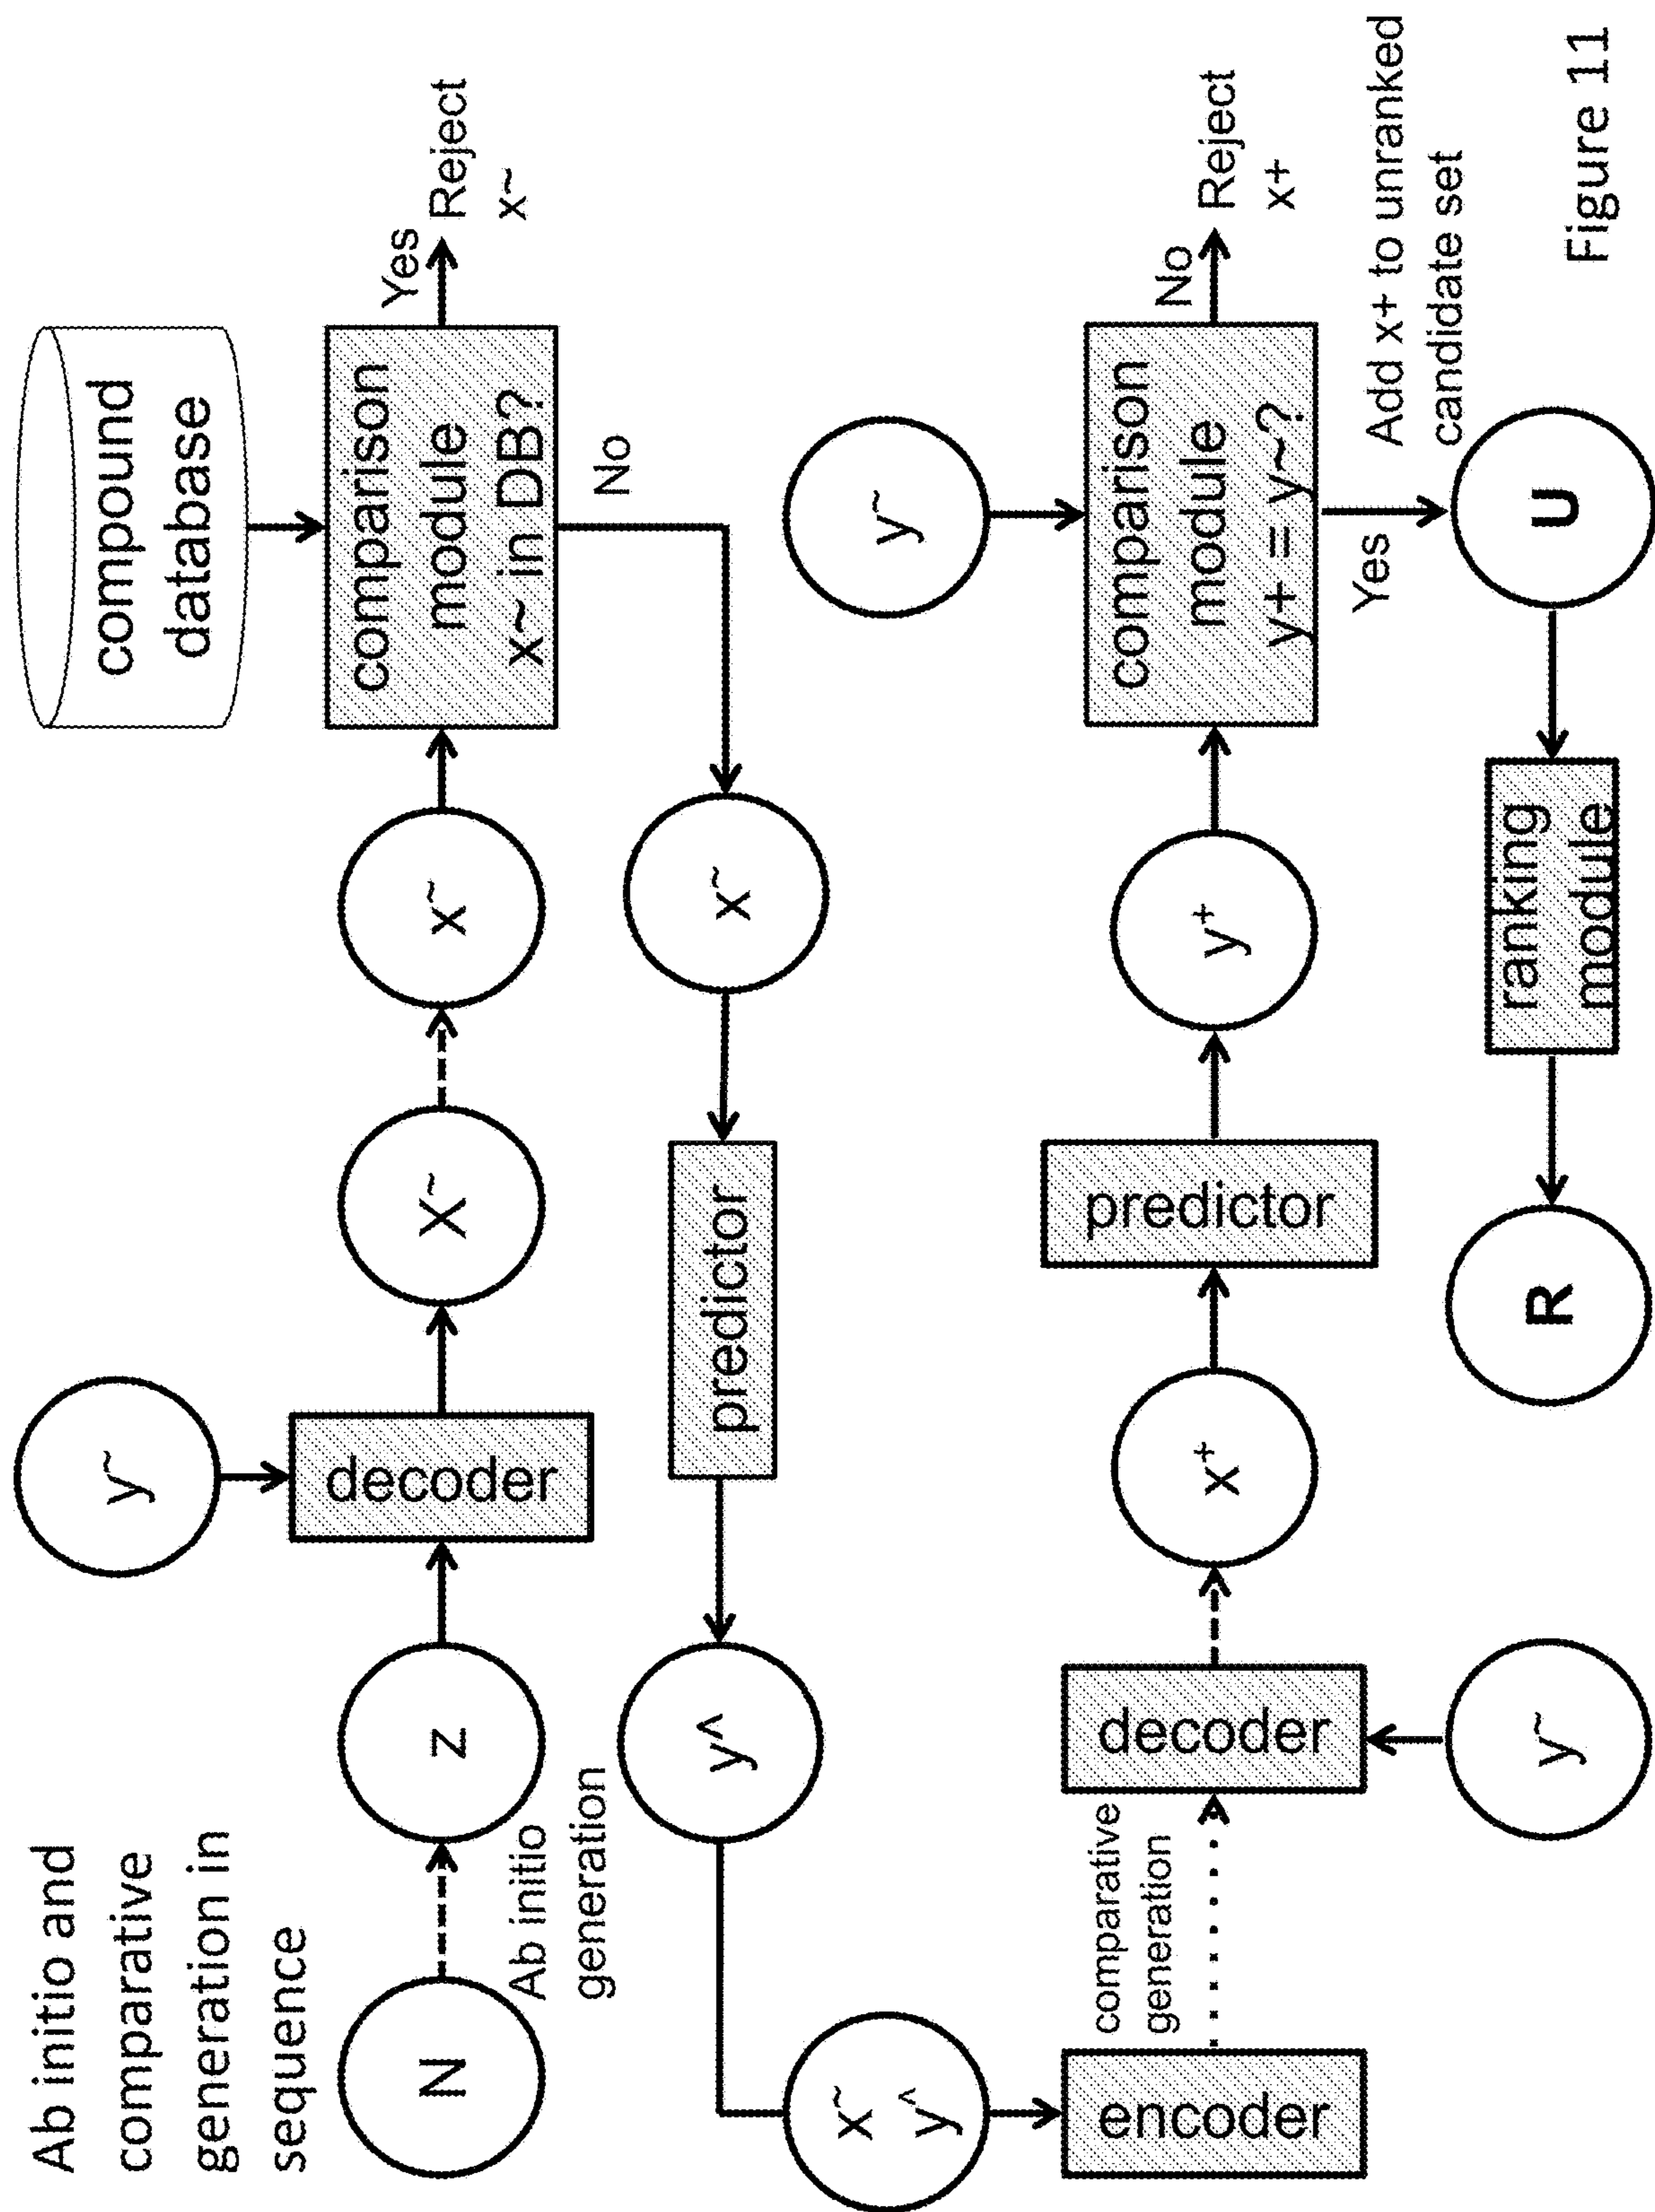 Ab initio and
comparative
generation in
sequence
compound
database
y~
N
z
decoder
X~
x~
comparison
module
x~ in DB?
Yes
Reject
x~
Ab initio
generation
No
y^
predictor
x~
x~
y^
encoder
comparative
generation
decoder
y~
x+
predictor
y+
y~
comparison
module
y+ = y~?
No
Reject
x+
Yes
Add x+ to unranked
candidate set
R
ranking
module
U
Figure 11